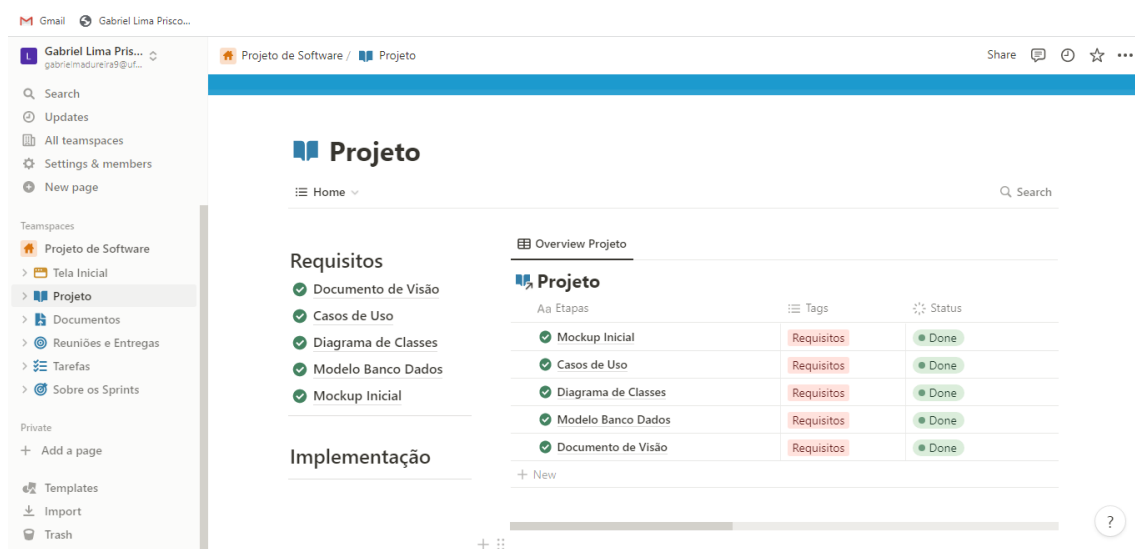 Gmail Gabriel Lima Prisco...
Gabriel Lima Pris...
gabrielmadureira9@uf...
L
Search
Updates
All teamspaces
Settings & members
New page
Teamspaces
Projeto de Software
Tela Inicial
Projeto
Documentos
Reuniões e Entregas
Tarefas
Sobre os Sprints
Private
Add a page
Templates
Import
Trash
Projeto de Software / Projeto
Share
Projeto
Home
Search
Requisitos
Documento de Visão
Casos de Uso
Diagrama de Classes
Modelo Banco Dados
Mockup Inicial
Implementação
Overview Projeto
Projeto
Aa Etapas Tags Status
Mockup Inicial Requisitos Done
Casos de Uso Requisitos Done
Diagrama de Classes Requisitos Done
Modelo Banco Dados Requisitos Done
Documento de Visão Requisitos Done
+ New
?